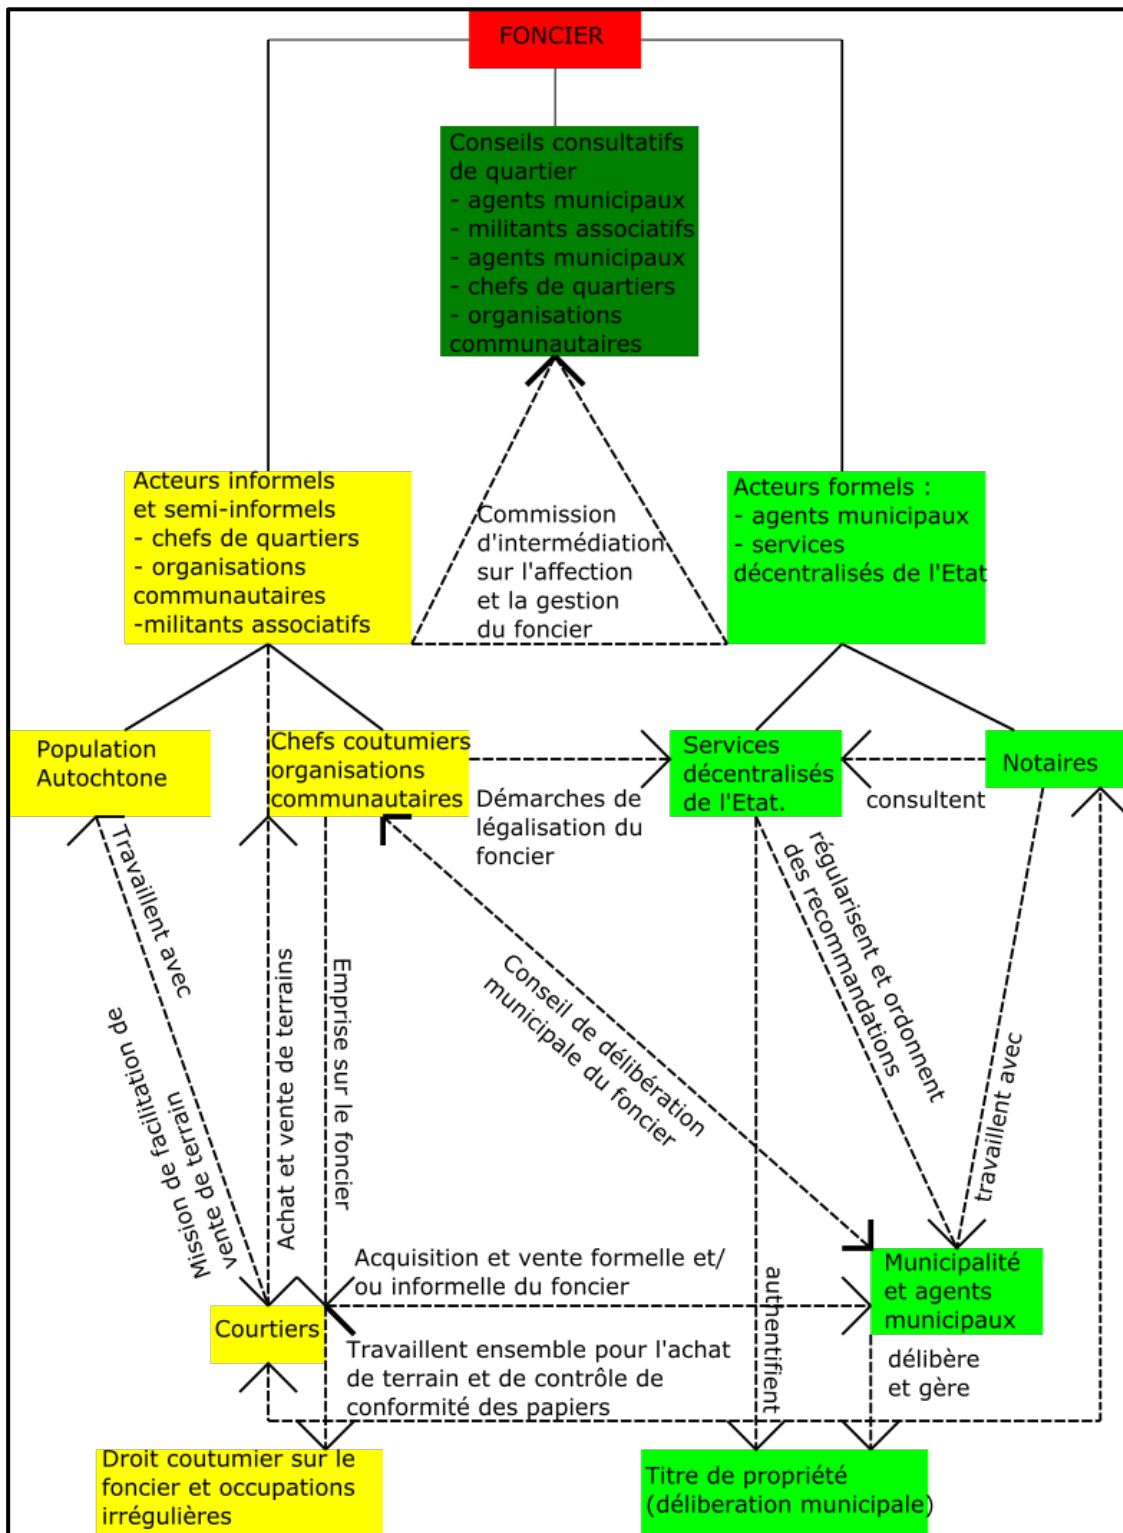 FONCIER
Conseils consultatifs
de quartier
- agents municipaux
- militants associatifs
- agents municipaux
- chefs de quartiers
- organisations
communautaires
Acteurs informels
et semi-informels
- chefs de quartiers
- organisations
communautaires
-militants associatifs
Commission
d'intermédiation
sur l'affection
et la gestion
du foncier
Acteurs formels :
- agents municipaux
- services
décentralisés de l'Etat
Population
Autochtone
Chefs coutumiers
organisations
communautaires
Démarches de
légalisation du
foncier
Services
décentralisés
de l'Etat.
consultent
Notaires
Travaillent avec
Mission de facilitation de
vente de terrain
Achat et vente de terrains
Emprise sur le foncier
Conseil de délibération
municipale du foncier
régularisent et ordonnent
des recommandations
travaillent avec
authentifient
Acquisition et vente formelle et/
ou informelle du foncier
Courtiers
Municipalité
et agents
municipaux
Travaillent ensemble pour l'achat
de terrain et de contrôle de
conformité des papiers
délibère
et gère
Droit coutumier sur le
foncier et occupations
irrégulières
Titre de propriété
(déliberation municipale)